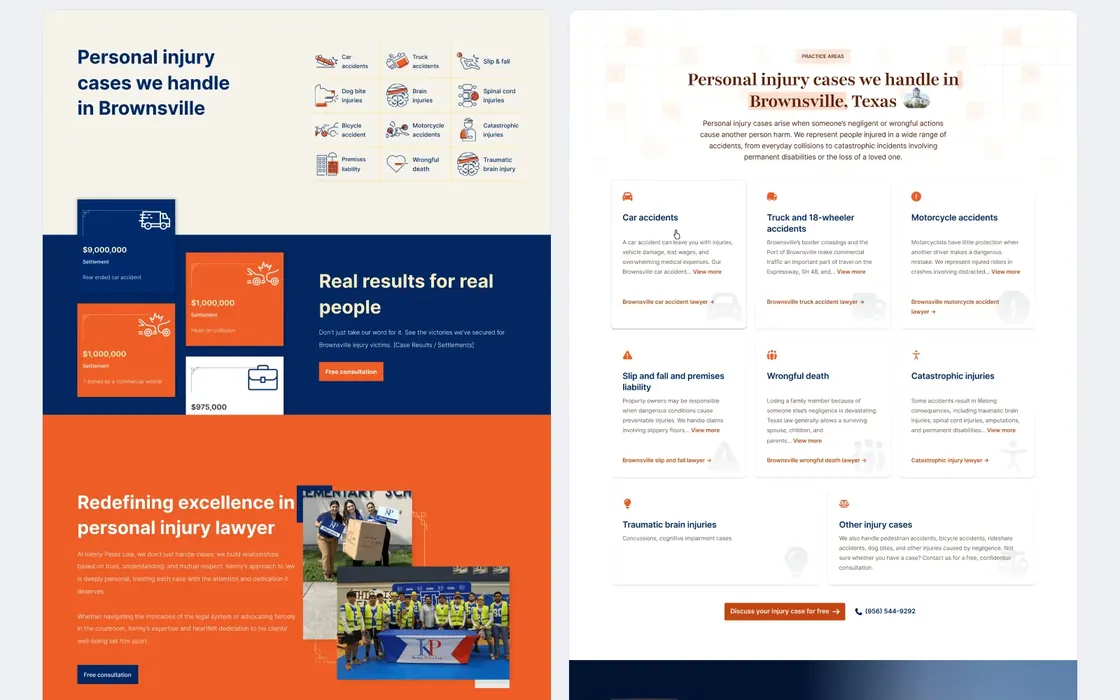 Personal injury
cases we handle
in Brownsville
Car
accidents
Truck
accidents
Slip & fall
Dog bite
injuries
Brain
injuries
Spinal cord
injuries
Bicycle
accident
Motorcycle
accidents
Catastrophic
injuries
Premises
liability
Wrongful
death
Traumatic
brain injury
$9,000,000
Settlement
Rear ended car accident
$1,000,000
Settlement
Head-on collision
$1,000,000
Settlement
T-boned by a commercial vehicle
$975,000
Real results for real
people
Don't just take our word for it. See the victories we've secured for
Brownsville injury victims. [Case Results / Settlements]
Free consultation
Redefining excellence in
personal injury lawyer
At Kenny Perez Law, we don't just handle cases; we build relationships
based on trust, understanding, and mutual respect. Kenny's approach to law
is deeply personal, treating each case with the attention and dedication it
deserves.
Whether navigating the intricacies of the legal system or advocating fiercely
in the courtroom, Kenny's expertise and heartfelt dedication to his clients'
well-being set him apart.
Free consultation
LEMENTARY SCH
KP
KP
PRACTICE AREAS
Personal injury cases we handle in
Brownsville, Texas
Personal injury cases arise when someone's negligent or wrongful actions
cause another person harm. We represent people injured in a wide range of
accidents, from everyday collisions to catastrophic incidents involving
permanent disabilities or the loss of a loved one.
Car accidents
A car accident can leave you with injuries,
vehicle damage, lost wages, and
overwhelming medical expenses. Our
Brownsville car accident... View more
Brownsville car accident lawyer →
Truck and 18-wheeler
accidents
Brownsville's border crossings and the
Port of Brownsville make commercial
traffic an important part of travel on the
Expressway, SH 48, and... View more
Brownsville truck accident lawyer →
Motorcycle accidents
Motorcyclists have little protection when
another driver makes a dangerous
mistake. We represent injured riders in
crashes involving distracted... View more
Brownsville motorcycle accident
lawyer →
Slip and fall and premises
liability
Property owners may be responsible
when dangerous conditions cause
preventable injuries. We handle claims
involving slippery floors... View more
Brownsville slip and fall lawyer →
Wrongful death
Losing a family member because of
someone else's negligence is devastating.
Texas law generally allows a surviving
spouse, children, and
parents... View more
Brownsville wrongful death lawyer →
Catastrophic injuries
Some accidents result in lifelong
consequences, including traumatic brain
injuries, spinal cord injuries, amputations,
and permanent disabilities... View more
Catastrophic injury lawyer →
Traumatic brain injuries
Concussions, cognitive impairment cases
Other injury cases
We also handle pedestrian accidents, bicycle accidents, rideshare
accidents, dog bites, and other injuries caused by negligence. Not
sure whether you have a case? Contact us for a free, confidential
consultation.
Discuss your injury case for free →
(956) 544-9292